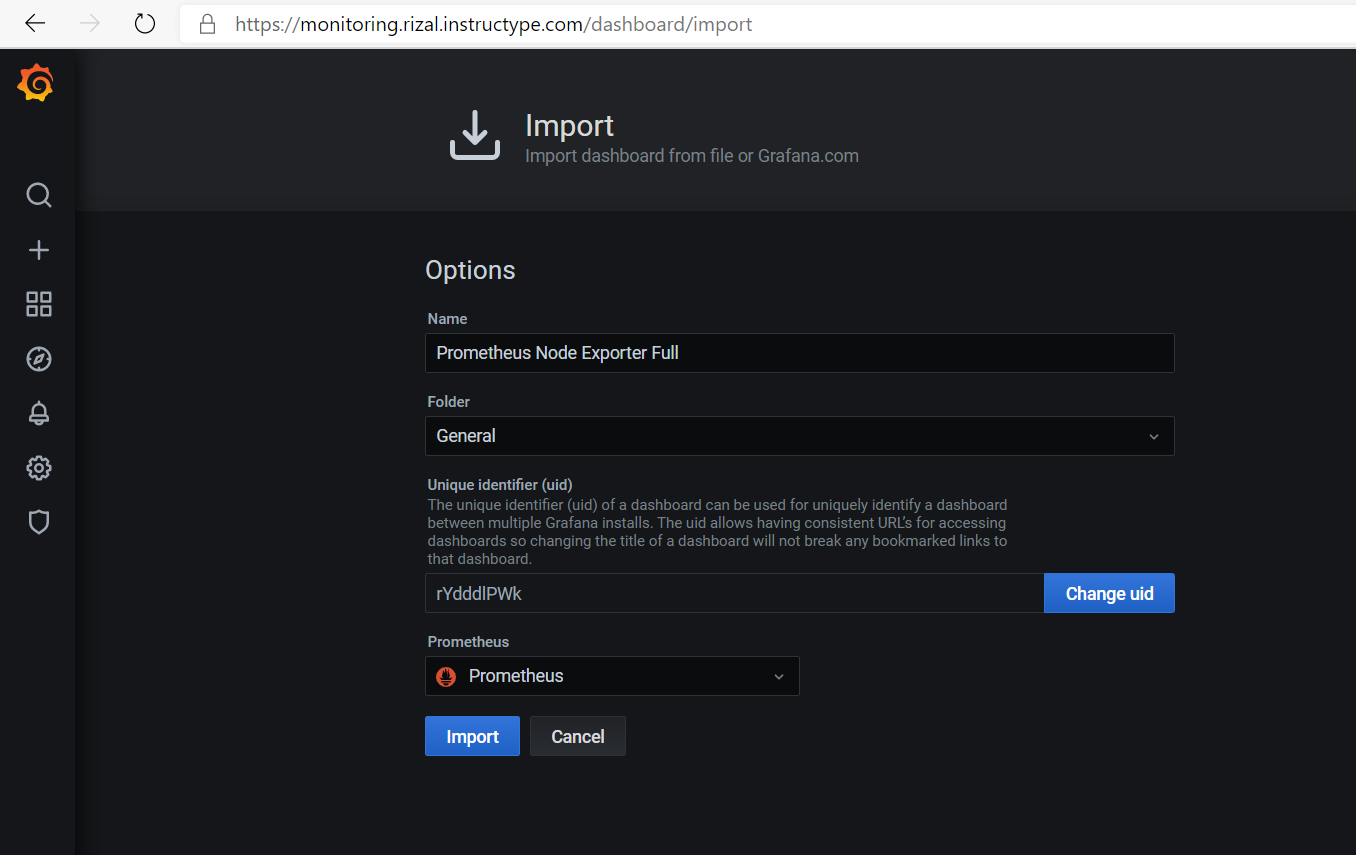 https://monitoring.rizal.instructype.com/dashboard/import
Import
Import dashboard from file or Grafana.com
Options
Name
Prometheus Node Exporter Full
Folder
General
Unique identifier (uid)
The unique identifier (uid) of a dashboard can be used for uniquely identify a dashboard
between multiple Grafana installs. The uid allows having consistent URL's for accessing
dashboards so changing the title of a dashboard will not break any bookmarked links to
that dashboard.
rYdddlPWk
Change uid
Prometheus
Prometheus
Import
Cancel